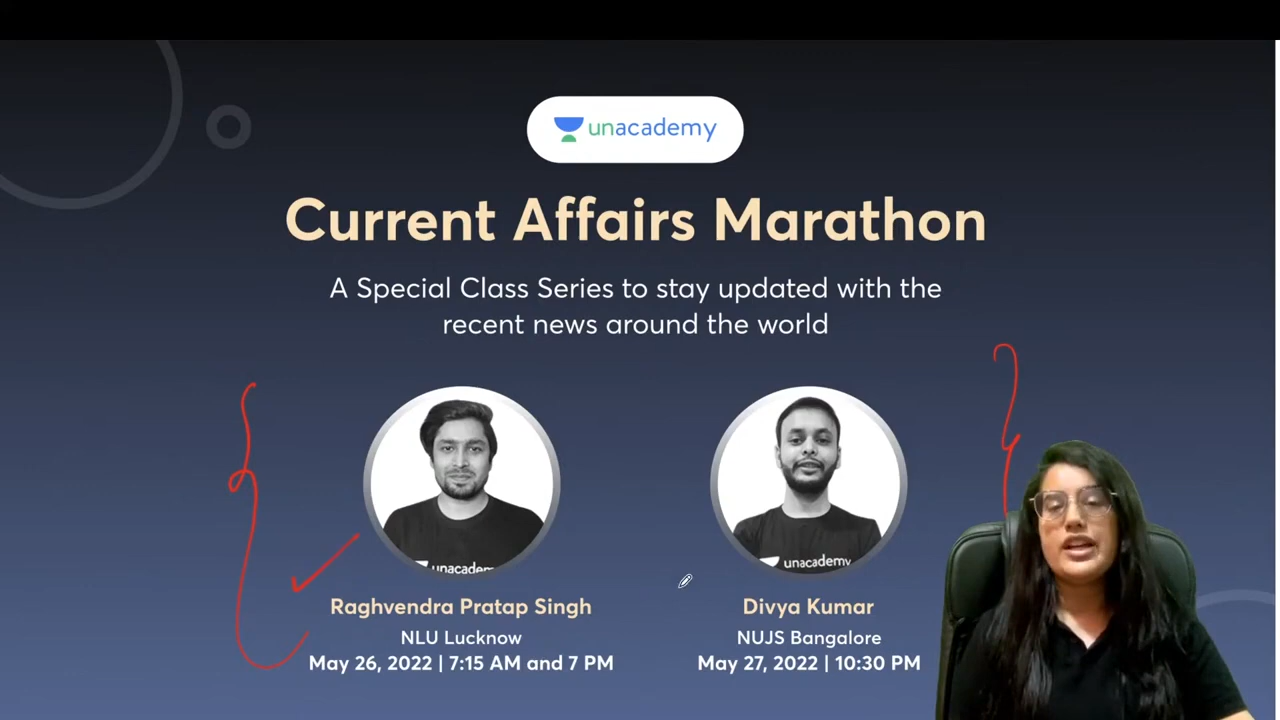 unacademy
Current Affairs Marathon
A Special Class Series to stay updated with the
recent news around the world
unacademy
unacademy
Raghvendra Pratap Singh
Divya Kumar
NLU Lucknow
NUJS Bangalore
May 26, 2022 | 7:15 AM and 7 PM
May 27, 2022 | 10:30 PM